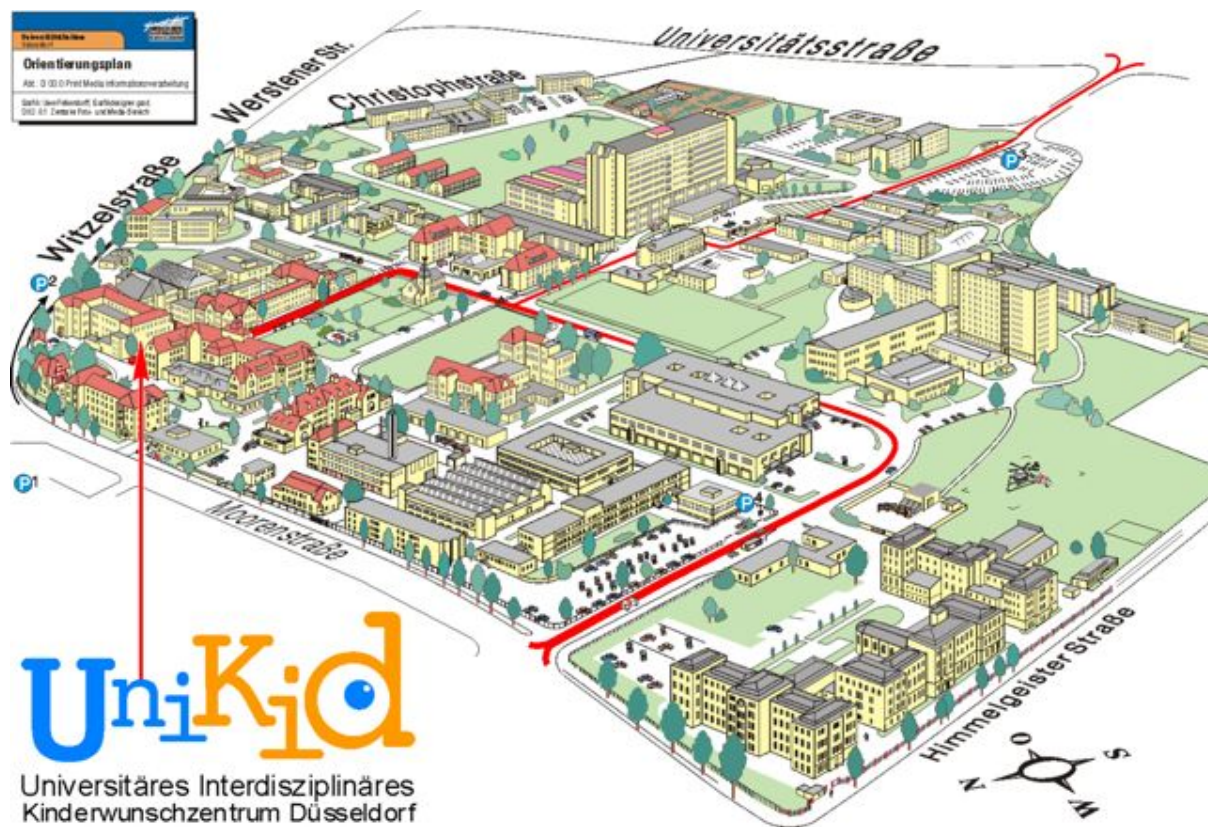 Orientierungsplan
Universitätsstraße
Werstener Str.
Christophstraße
Witzelstraße
P
P2
P1
P4
Moorenstraße
Himmelgeister Straße
O
S
N
W
UniKid
Universitäres Interdisziplinäres
Kinderwunschzentrum Düsseldorf